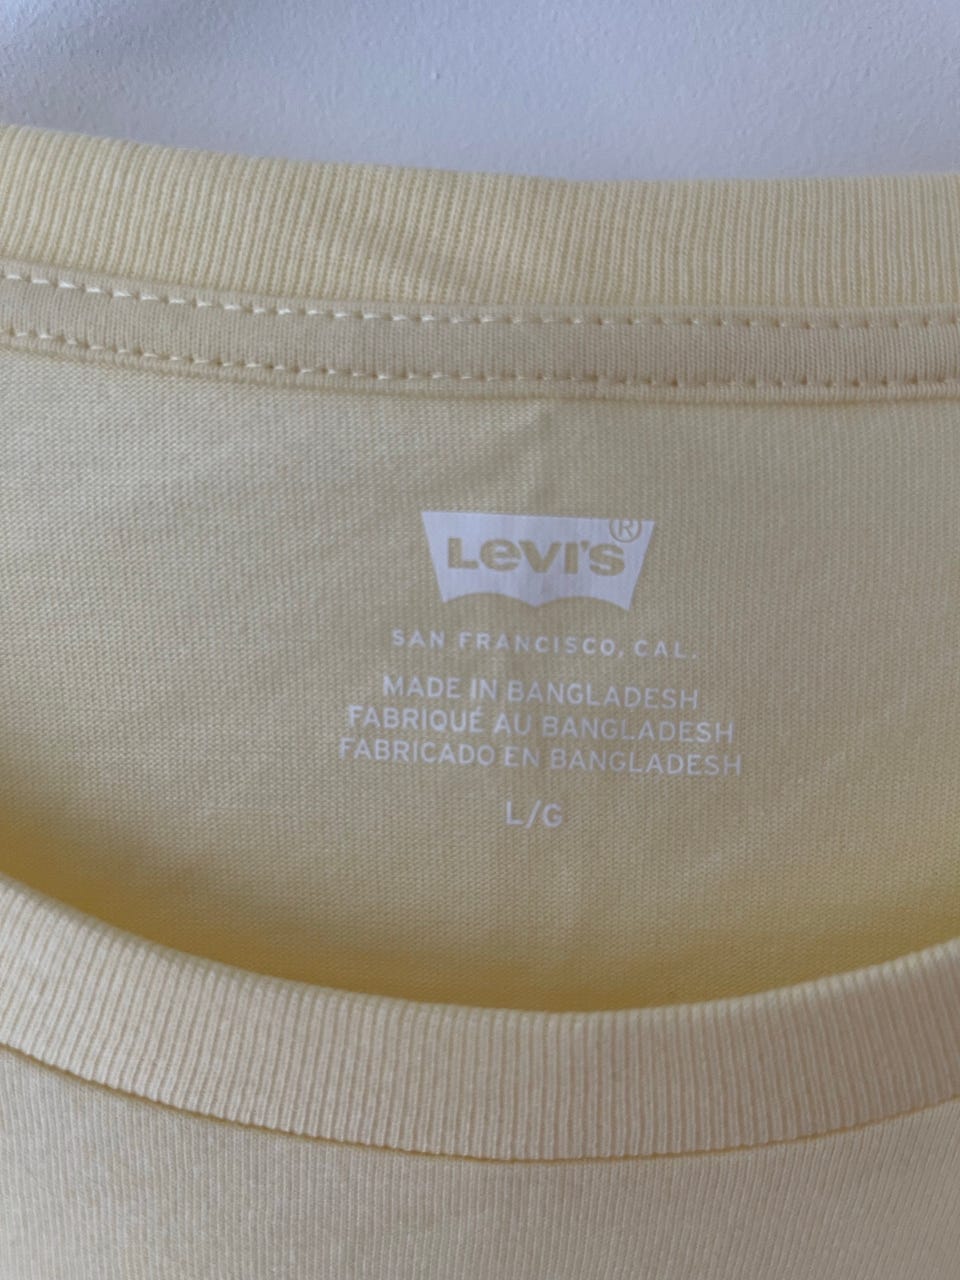 Levi's®
SAN FRANCISCO, CAL.
MADE IN BANGLADESH
FABRIQUÉ AU BANGLADESH
FABRICADO EN BANGLADESH
L/G